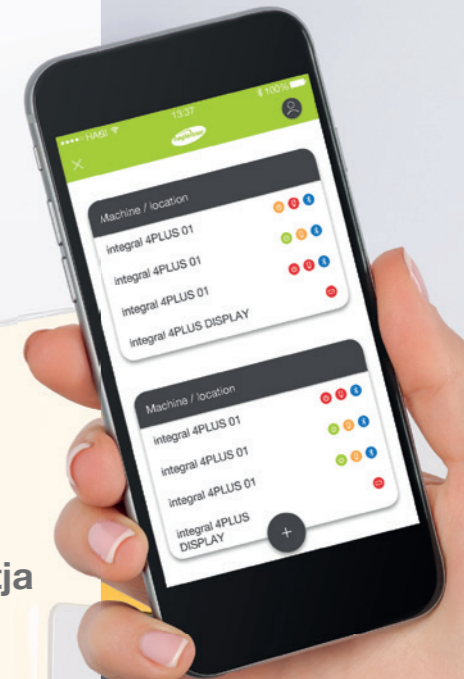 HASI
13:37
100%
Machine / location
integral 4PLUS 01
integral 4PLUS 01
integral 4PLUS 01
integral 4PLUS DISPLAY
Machine / location
integral 4PLUS 01
integral 4PLUS 01
integral 4PLUS 01
integral 4PLUS
DISPLAY
+
tja